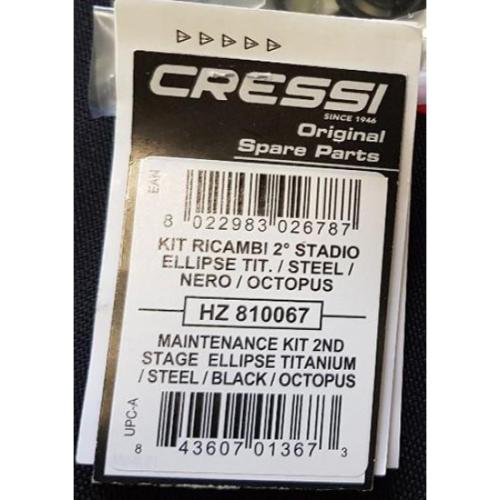 CRESSI
SINCE 1946
Original
Spare Parts
EAN
8 022983 026787
KIT RICAMBI 2° STADIO
ELLIPSE TIT. / STEEL /
NERO / OCTOPUS
HZ 810067
MAINTENANCE KIT 2ND
STAGE ELLIPSE TITANIUM
/ STEEL / BLACK / OCTOPUS
UPC-A
8 43607 01367 3